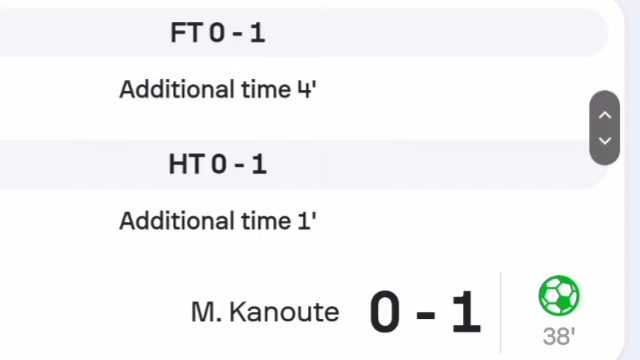 FT 0 - 1
Additional time 4'
HT 0 - 1
Additional time 1'
M. Kanoute 0 - 1
38'